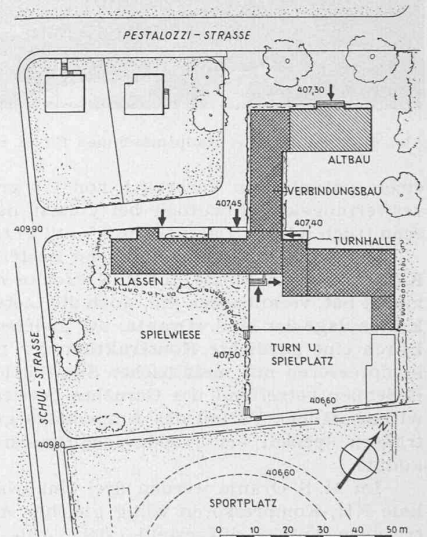 PESTALOZZI-STRASSE
407,30
ALTBAU
VERBINDUNGSBAU
407,45
407,40
409,90
TURNHALLE
KLASSEN
SPIELWIESE
SCHUL-STRASSE
407,50
TURN U.
SPIELPLATZ
406,60
409,80
406,60
SPORTPLATZ
0 10 20 30 40 50 m